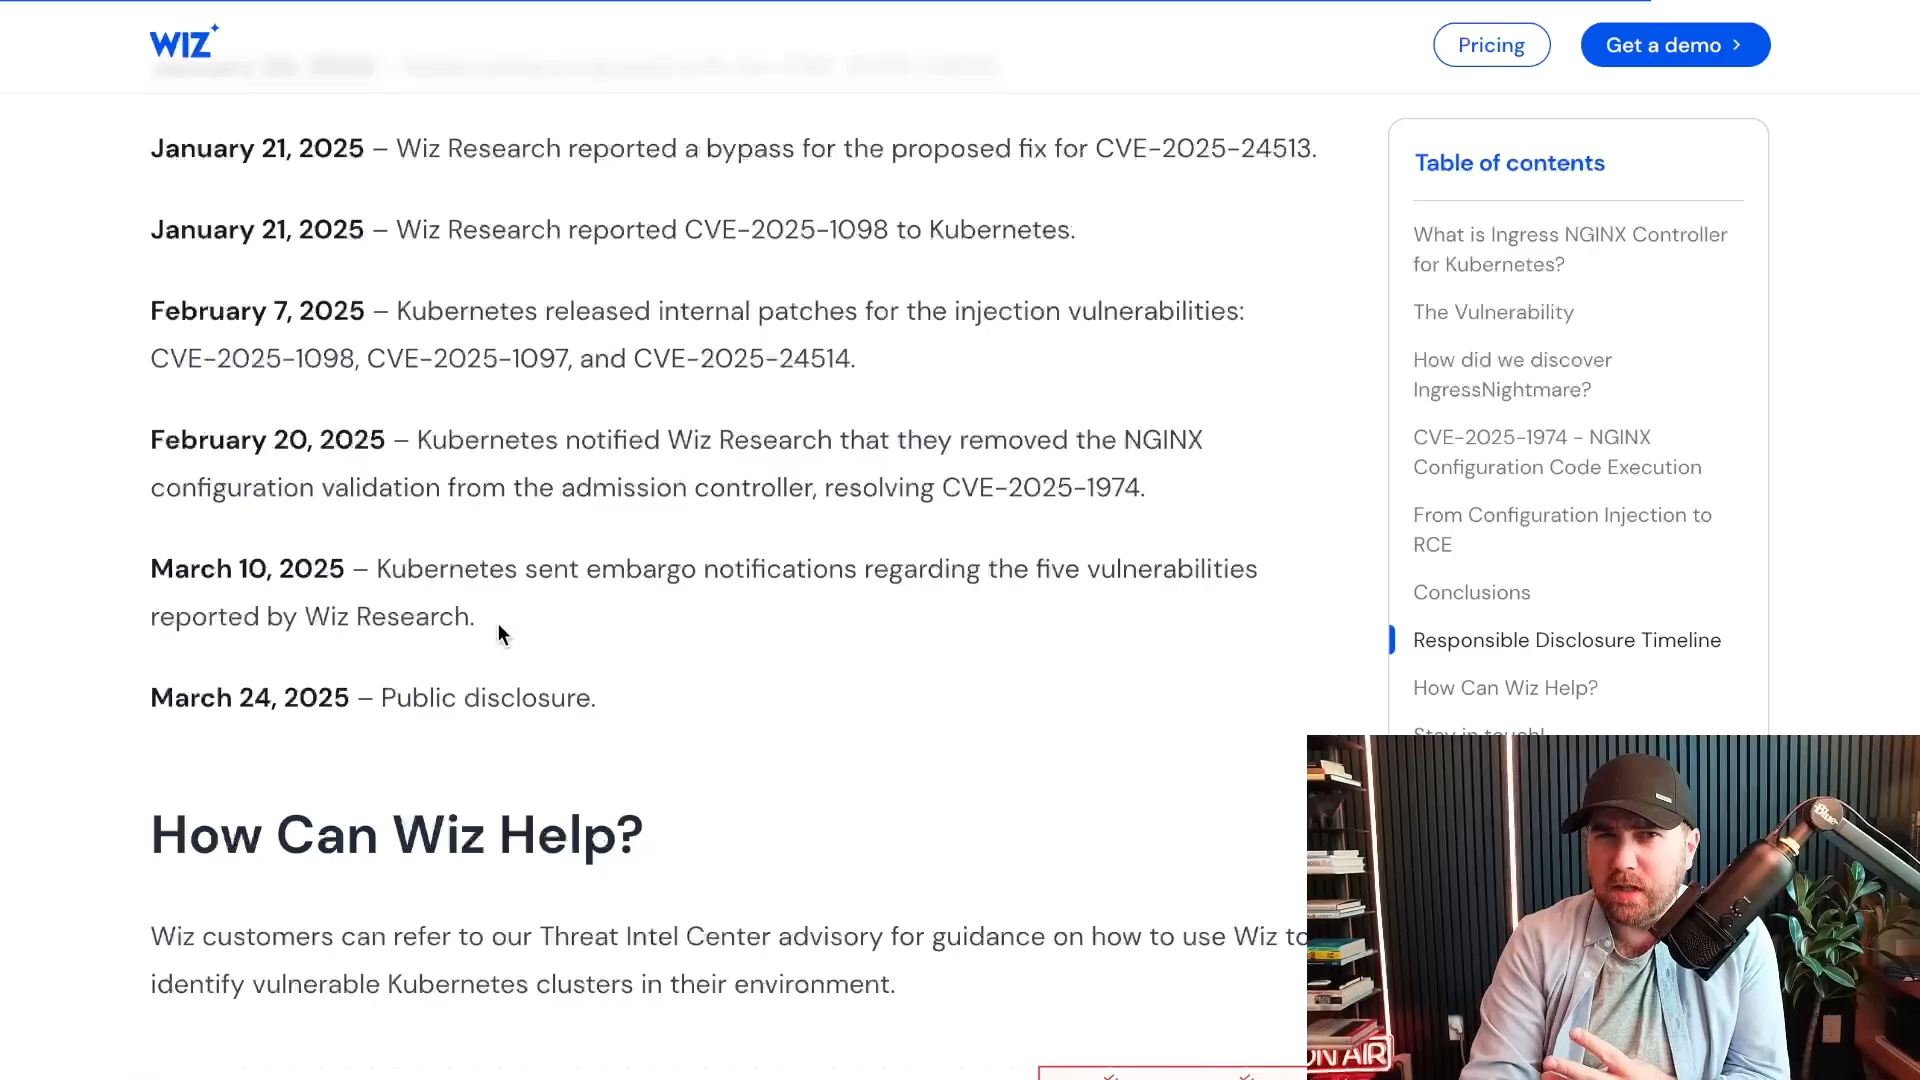 WIZ
Pricing
Get a demo
January 21, 2025 – Wiz Research reported a bypass for the proposed fix for CVE-2025-24513.
January 21, 2025 – Wiz Research reported CVE-2025-1098 to Kubernetes.
February 7, 2025 – Kubernetes released internal patches for the injection vulnerabilities:
CVE-2025-1098, CVE-2025-1097, and CVE-2025-24514.
February 20, 2025 – Kubernetes notified Wiz Research that they removed the NGINX
configuration validation from the admission controller, resolving CVE-2025-1974.
March 10, 2025 – Kubernetes sent embargo notifications regarding the five vulnerabilities
reported by Wiz Research.
March 24, 2025 – Public disclosure.
How Can Wiz Help?
Wiz customers can refer to our Threat Intel Center advisory for guidance on how to use Wiz to
identify vulnerable Kubernetes clusters in their environment.
Table of contents
What is Ingress NGINX Controller
for Kubernetes?
The Vulnerability
How did we discover
IngressNightmare?
CVE-2025-1974 - NGINX
Configuration Code Execution
From Configuration Injection to
RCE
Conclusions
Responsible Disclosure Timeline
How Can Wiz Help?
Stay in touch!
Blue
ON AIR